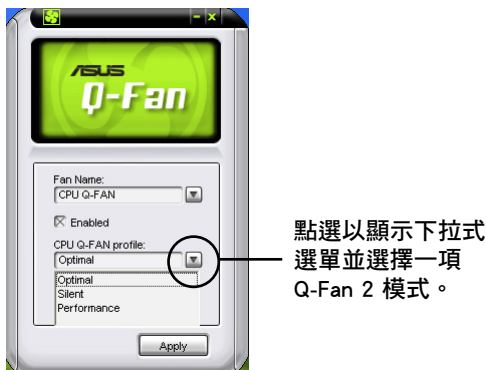 ASUS
Q-Fan
Fan Name:
CPU Q-FAN
Enabled
CPU Q-FAN profile:
Optimal
Optimal
Silent
Performance
Apply
點選以顯示下拉式
選單並選擇一項
Q-Fan 2 模式。